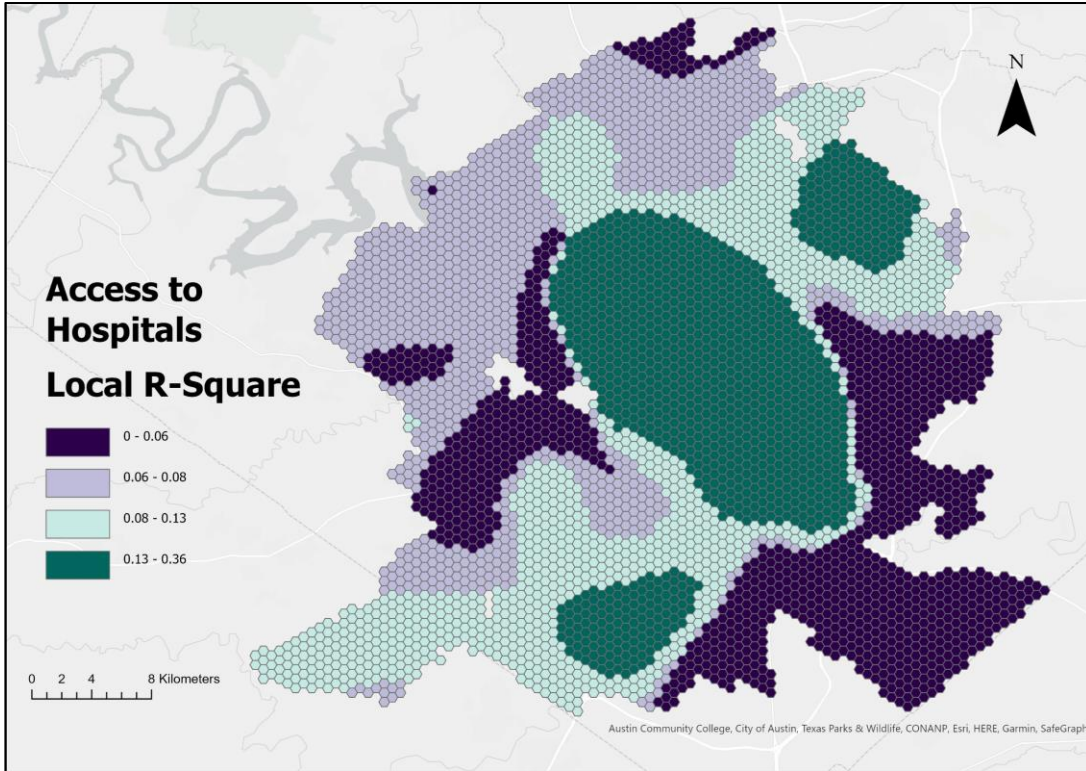 N
Access to
Hospitals
Local R-Square
0 - 0.06
0.06 - 0.08
0.08 - 0.13
0.13 - 0.36
0 2 4 8 Kilometers
Austin Community College, City of Austin, Texas Parks & Wildlife, CONANP, Esri, HERE, Garmin, SafeGraph